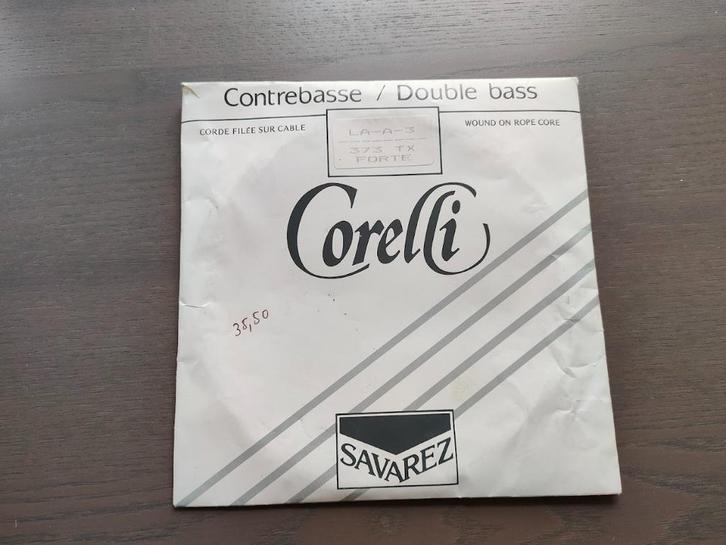 Contrebasse / Double bass
CORDE FILÉE SUR CABLE
LA-A-3
WOUND ON ROPE CORE
373 TX
FORTE
Corelli
35,50
SAVAREZ